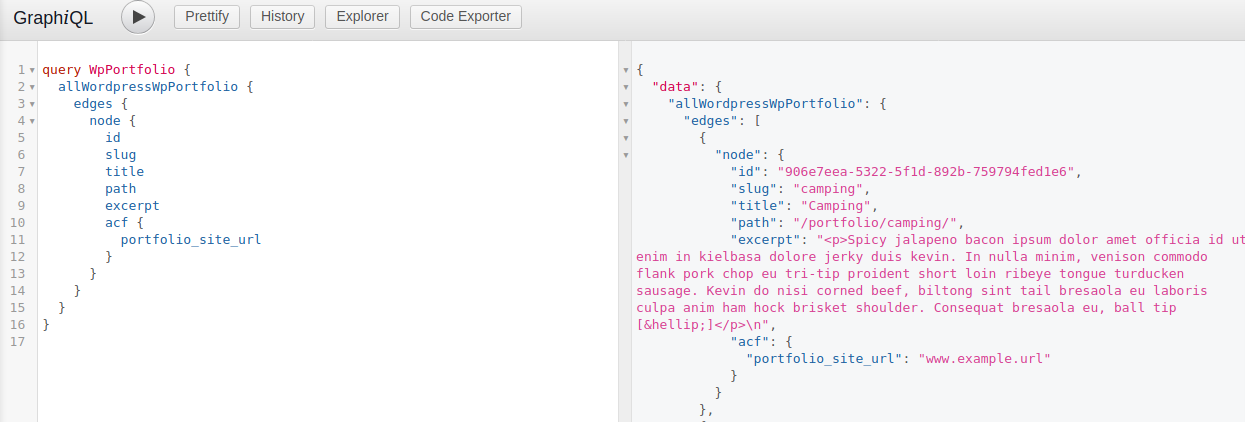 GraphiQL
Prettify
History
Explorer
Code Exporter
1 query WpPortfolio {
2 allWordpressWpPortfolio {
3 edges {
4 node {
5 id
6 slug
7 title
8 path
9 excerpt
10 acf {
11 portfolio_site_url
12 }
13 }
14 }
15 }
16 }
17
{
"data": {
"allWordpressWpPortfolio": {
"edges": [
{
"node": {
"id": "906e7eea-5322-5f1d-892b-759794fed1e6",
"slug": "camping",
"title": "Camping",
"path": "/portfolio/camping/",
"excerpt": "<p>Spicy jalapeno bacon ipsum dolor amet officia id ut
enim in kielbasa dolore jerky duis kevin. In nulla minim, venison commodo
flank pork chop eu tri-tip proident short loin ribeye tongue turducken
sausage. Kevin do nisi corned beef, biltong sint tail bresaola eu laboris
culpa anim ham hock brisket shoulder. Consequat bresaola eu, ball tip
[&hellip;]</p>\n",
"acf": {
"portfolio_site_url": "www.example.url"
}
}
},